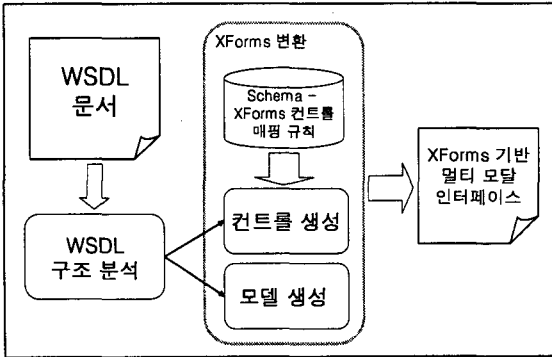 XForms 변환
WSDL
문서
Schema –
XForms 컨트롤
매핑 규칙
XForms 기반
멀티 모달
인터페이스
WSDL
구조 분석
컨트롤 생성
모델 생성